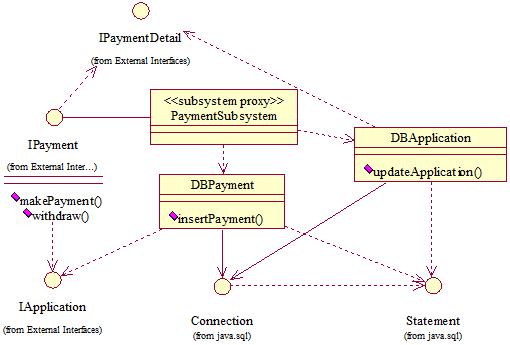 IPaymentDetail
(from External Interfaces)
<<subsystem proxy>>
PaymentSubsystem
DBApplication
updateApplication()
IPayment
(from External Inter...)
makePayment()
withdraw()
DBPayment
insertPayment()
IApplication
(from External Interfaces)
Connection
(from java.sql)
Statement
(from java.sql)